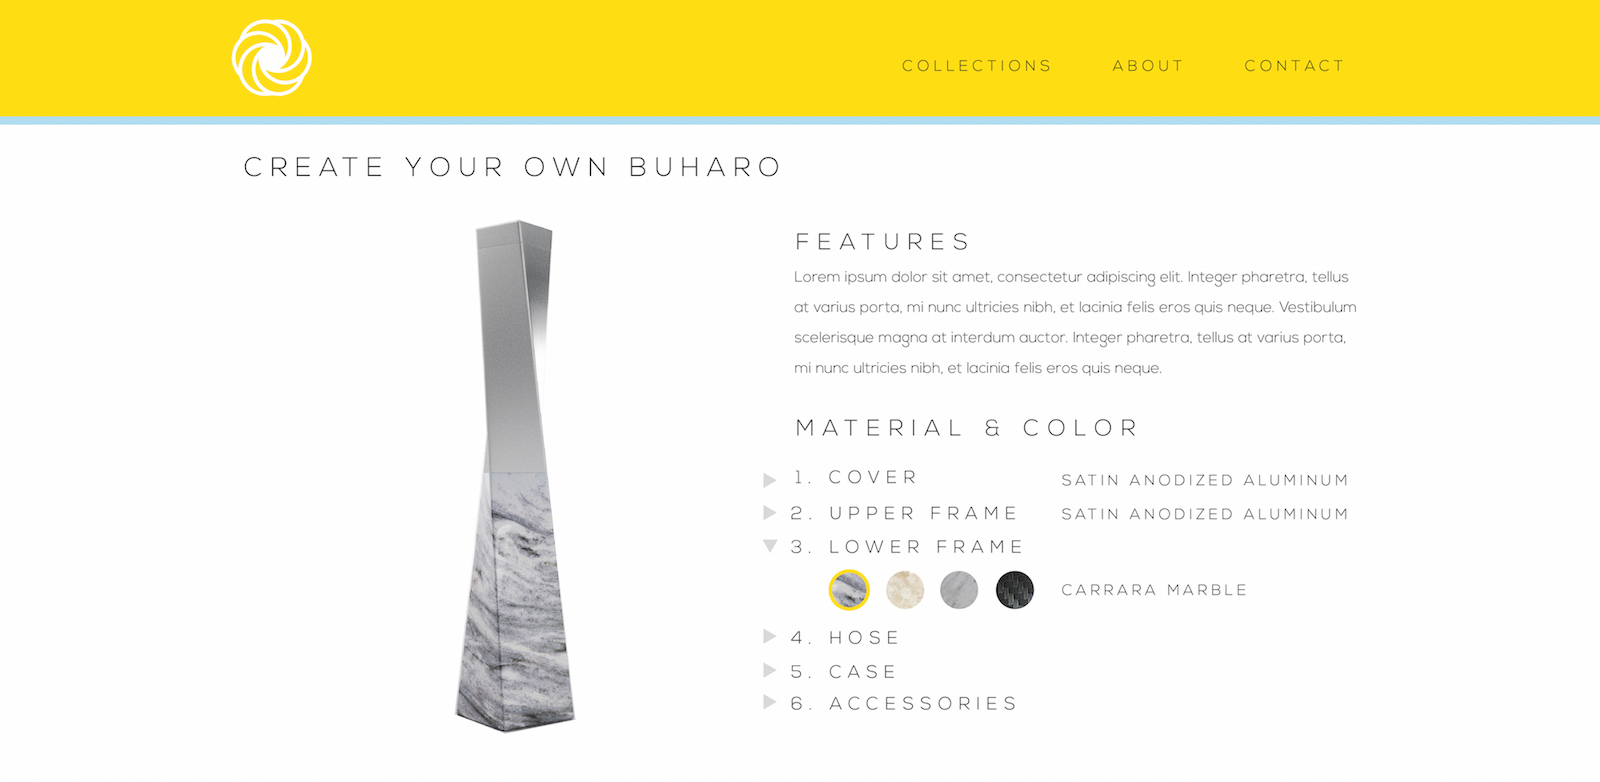 COLLECTIONS ABOUT CONTACT
CREATE YOUR OWN BUHARO
FEATURES
Lorem ipsum dolor sit amet, consectetur adipiscing elit. Integer pharetra, tellus
at varius porta, mi nunc ultricies nibh, et lacinia felis eros quis neque. Vestibulum
scelerisque magna at interdum auctor. Integer pharetra, tellus at varius porta,
mi nunc ultricies nibh, et lacinia felis eros quis neque.
MATERIAL & COLOR
1. COVER SATIN ANODIZED ALUMINUM
2. UPPER FRAME SATIN ANODIZED ALUMINUM
3. LOWER FRAME
CARRARA MARBLE
4. HOSE
5. CASE
6. ACCESSORIES